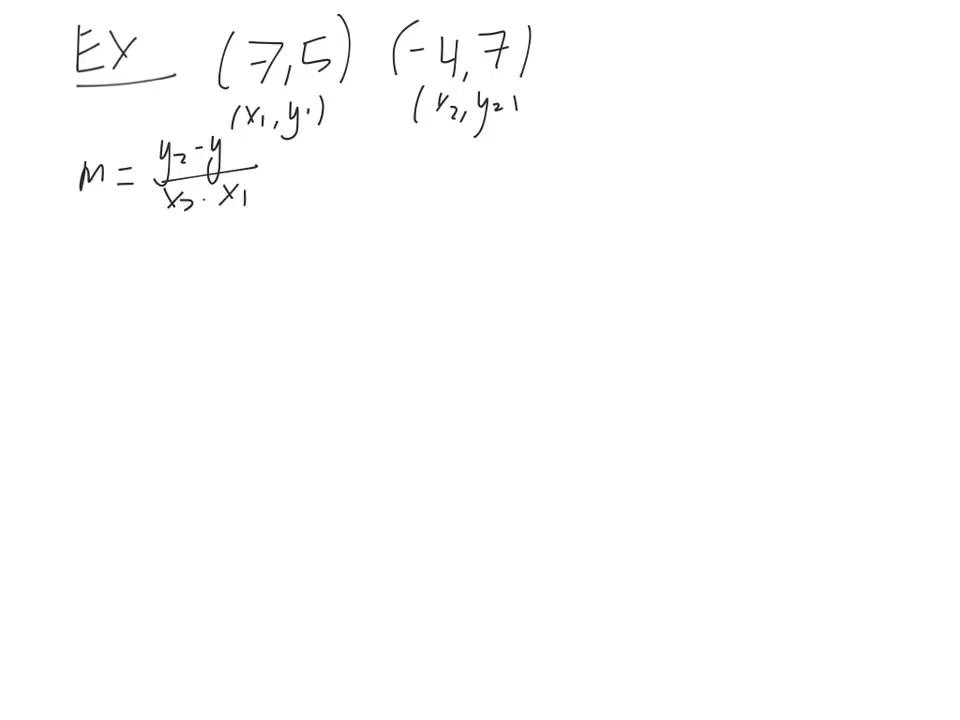 EX (7,5) (-4,7)
(x₁, y₁) (x₂, y₂)
m = (y₂ - y)/(x₂ - x₁)